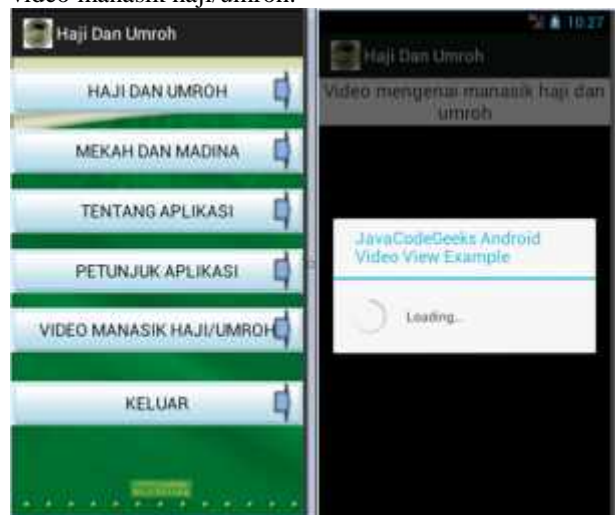 video manasik haji/umroh.
Haji Dan Umroh
HAJI DAN UMROH
MEKAH DAN MADINA
TENTANG APLIKASI
PETUNJUK APLIKASI
VIDEO MANASIK HAJI/UMROH
KELUAR
10:27
Haji Dan Umroh
Video mengenai manasik haji dan
umroh
JavaCodeGeeks Android
Video View Example
Loading...